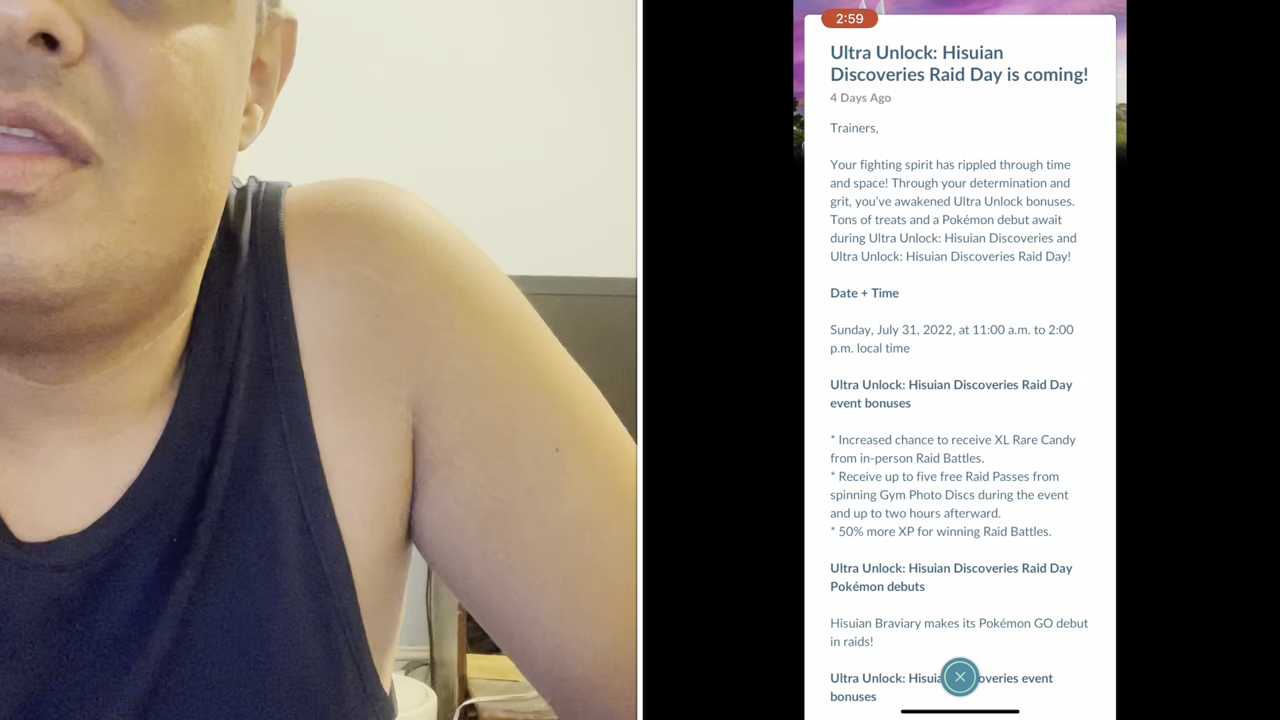 2:59
Ultra Unlock: Hisuian
Discoveries Raid Day is coming!
4 Days Ago
Trainers,
Your fighting spirit has rippled through time
and space! Through your determination and
grit, you've awakened Ultra Unlock bonuses.
Tons of treats and a Pokémon debut await
during Ultra Unlock: Hisuian Discoveries and
Ultra Unlock: Hisuian Discoveries Raid Day!
Date + Time
Sunday, July 31, 2022, at 11:00 a.m. to 2:00
p.m. local time
Ultra Unlock: Hisuian Discoveries Raid Day
event bonuses
* Increased chance to receive XL Rare Candy
from in-person Raid Battles.
* Receive up to five free Raid Passes from
spinning Gym Photo Discs during the event
and up to two hours afterward.
* 50% more XP for winning Raid Battles.
Ultra Unlock: Hisuian Discoveries Raid Day
Pokémon debuts
Hisuian Braviary makes its Pokémon GO debut
in raids!
Ultra Unlock: Hisuia overies event
bonuses